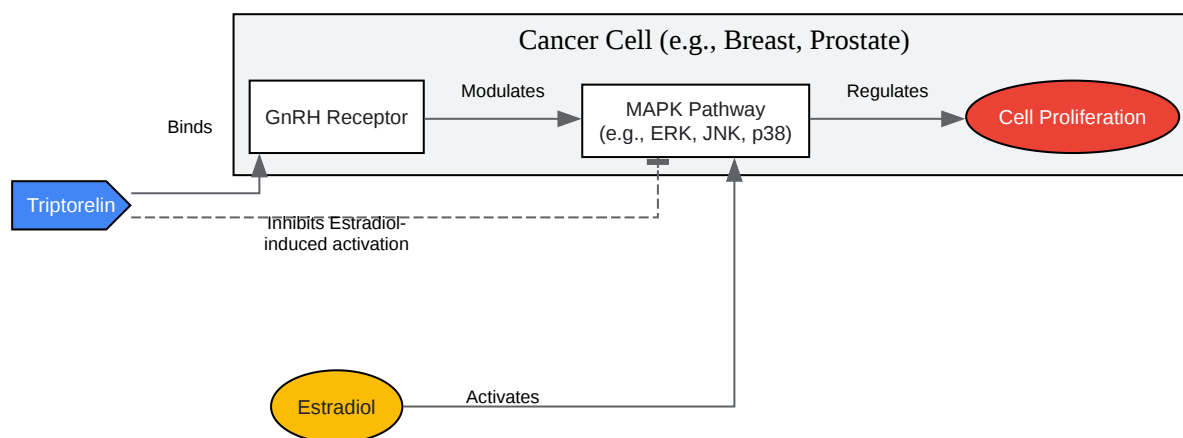 Cancer Cell (e.g., Breast, Prostate)
GnRH Receptor
Modulates
MAPK Pathway
(e.g., ERK, JNK, p38)
Regulates
Cell Proliferation
Binds
Triptorelin
Inhibits Estradiol-
induced activation
Estradiol
Activates